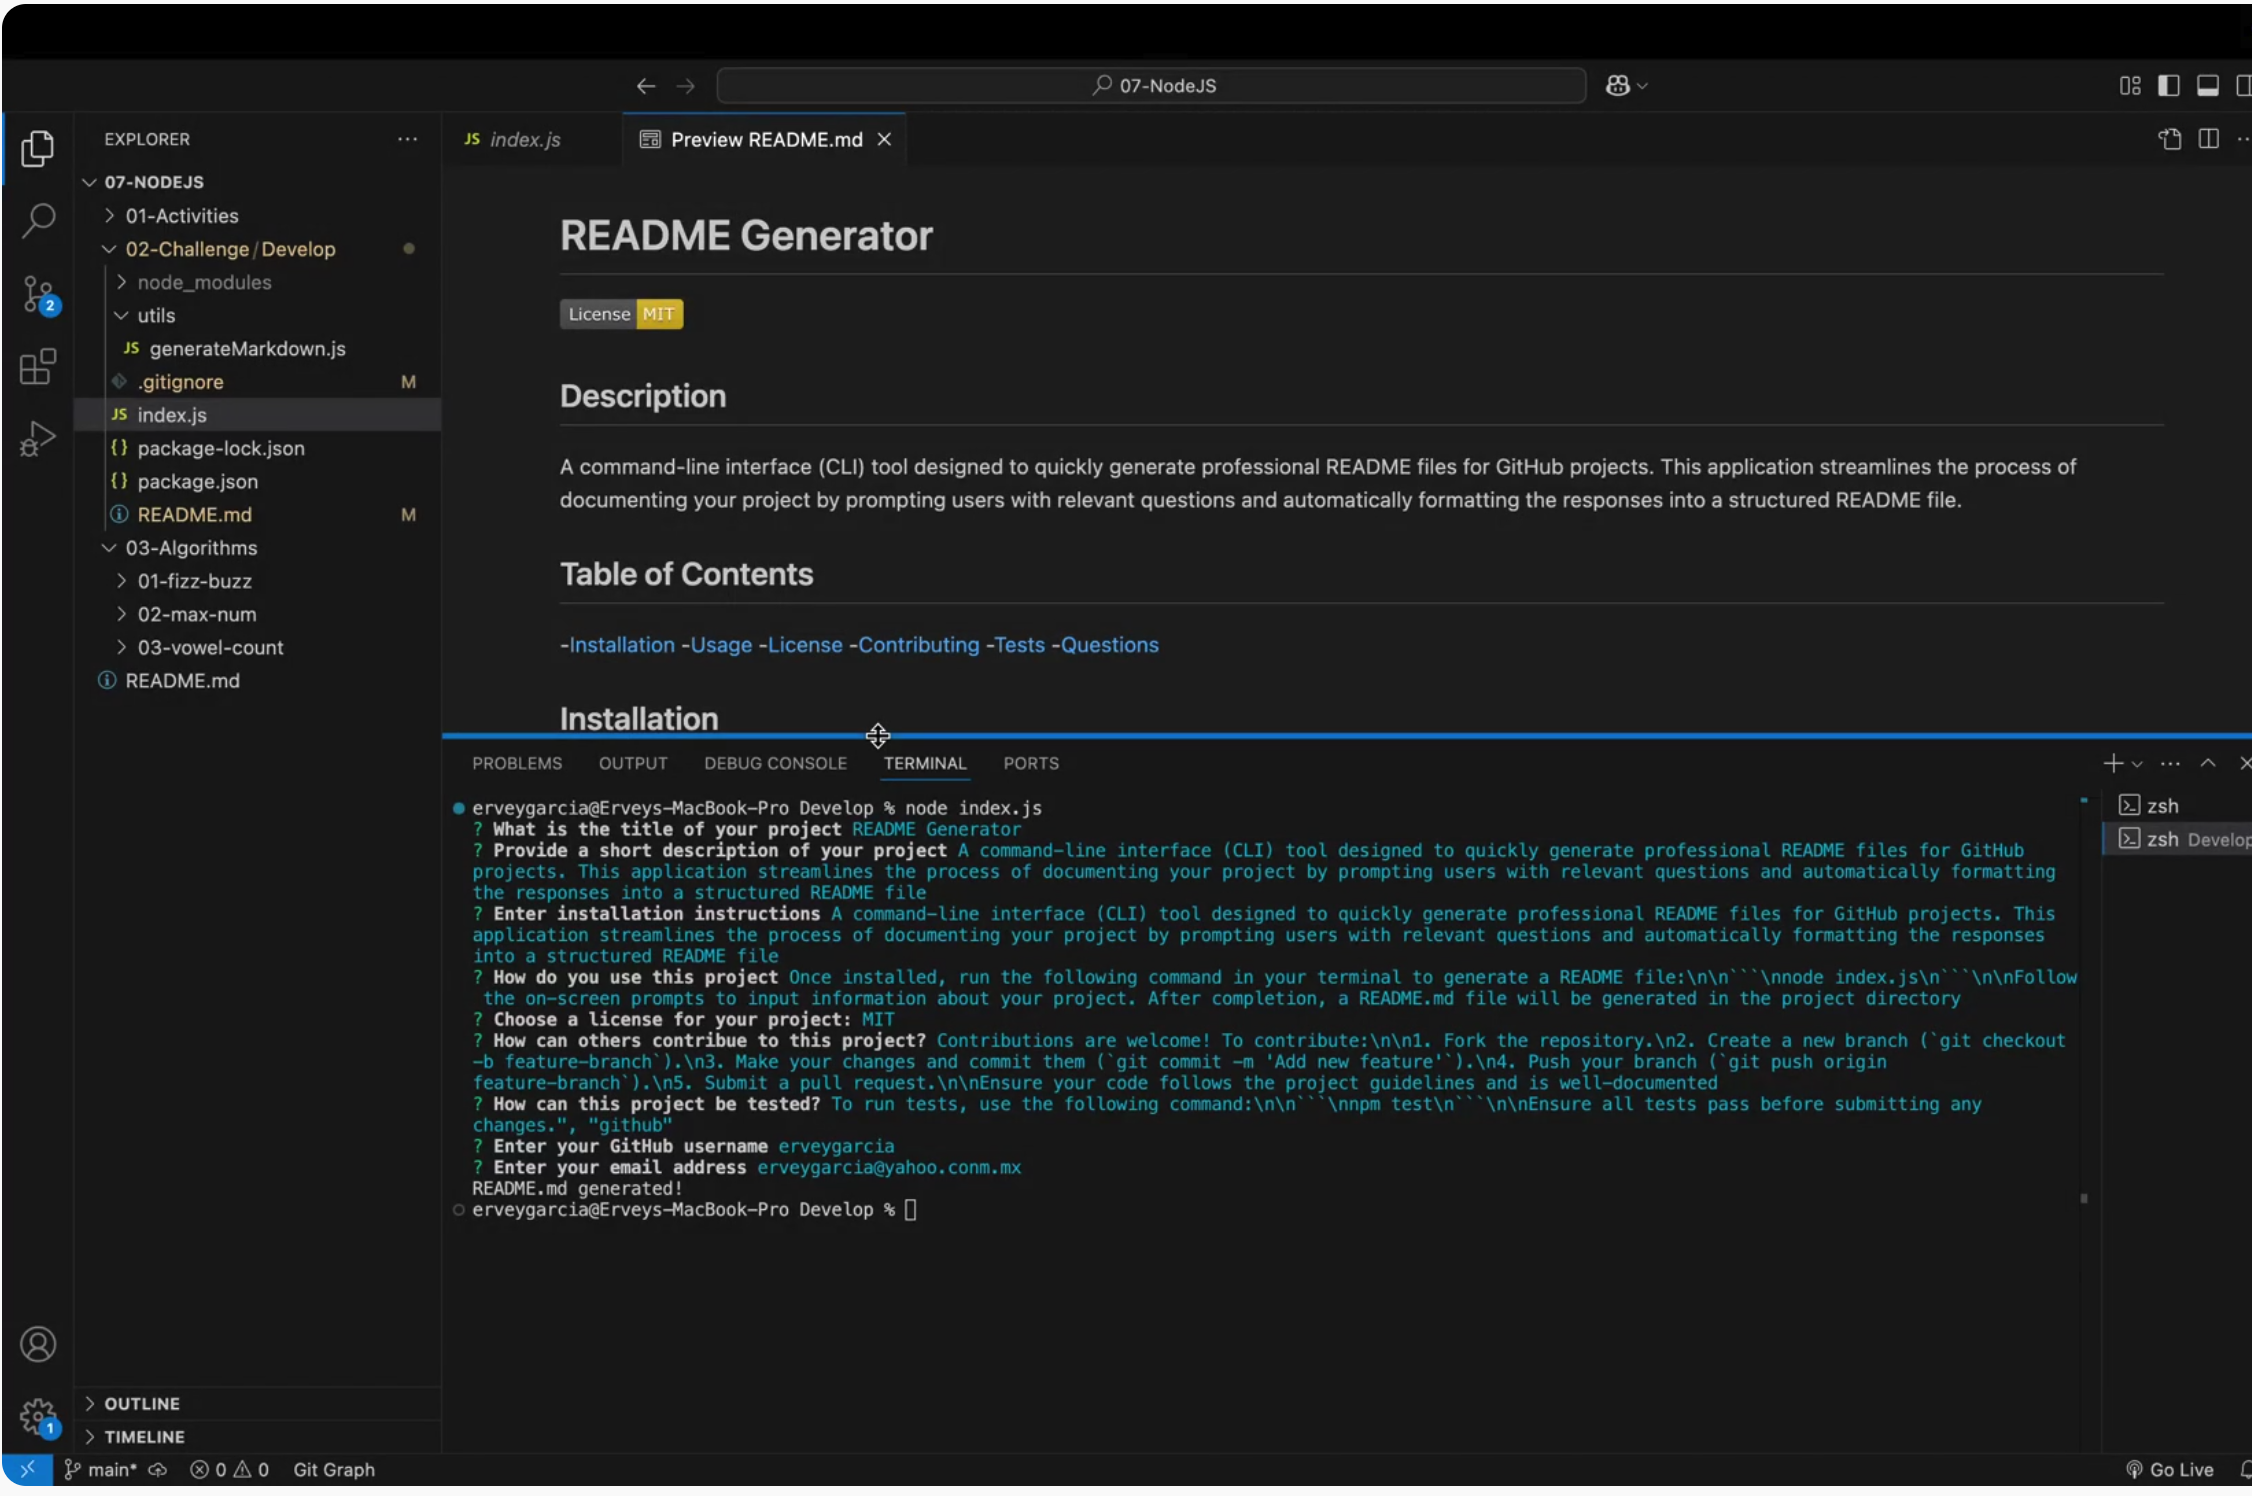 07-NodeJS
EXPLORER
07-NODEJS
01-Activities
02-Challenge/Develop
node_modules
utils
JS generateMarkdown.js
.gitignore M
JS index.js
{} package-lock.json
{} package.json
README.md M
03-Algorithms
01-fizz-buzz
02-max-num
03-vowel-count
README.md
OUTLINE
TIMELINE
2
1
JS index.js
Preview README.md
README Generator
License MIT
Description
A command-line interface (CLI) tool designed to quickly generate professional README files for GitHub projects. This application streamlines the process of
documenting your project by prompting users with relevant questions and automatically formatting the responses into a structured README file.
Table of Contents
-Installation -Usage -License -Contributing -Tests -Questions
Installation
PROBLEMS OUTPUT DEBUG CONSOLE TERMINAL PORTS
erveygarcia@Erveys-MacBook-Pro Develop % node index.js
? What is the title of your project README Generator
? Provide a short description of your project A command-line interface (CLI) tool designed to quickly generate professional README files for GitHub
projects. This application streamlines the process of documenting your project by prompting users with relevant questions and automatically formatting
the responses into a structured README file
? Enter installation instructions A command-line interface (CLI) tool designed to quickly generate professional README files for GitHub projects. This
application streamlines the process of documenting your project by prompting users with relevant questions and automatically formatting the responses
into a structured README file
? How do you use this project Once installed, run the following command in your terminal to generate a README file:\n\n```\nnode index.js\n```\n\nFollow
the on-screen prompts to input information about your project. After completion, a README.md file will be generated in the project directory
? Choose a license for your project: MIT
? How can others contribue to this project? Contributions are welcome! To contribute:\n\n1. Fork the repository.\n2. Create a new branch (`git checkout
-b feature-branch`).\n3. Make your changes and commit them (`git commit -m 'Add new feature'`).\n4. Push your branch (`git push origin
feature-branch`).\n5. Submit a pull request.\n\nEnsure your code follows the project guidelines and is well-documented
? How can this project be tested? To run tests, use the following command:\n\n```\nnpm test\n```\n\nEnsure all tests pass before submitting any
changes.", "github"
? Enter your GitHub username erveygarcia
? Enter your email address erveygarcia@yahoo.conm.mx
README.md generated!
erveygarcia@Erveys-MacBook-Pro Develop %
zsh
zsh Develop
main* 0 0 Git Graph
Go Live